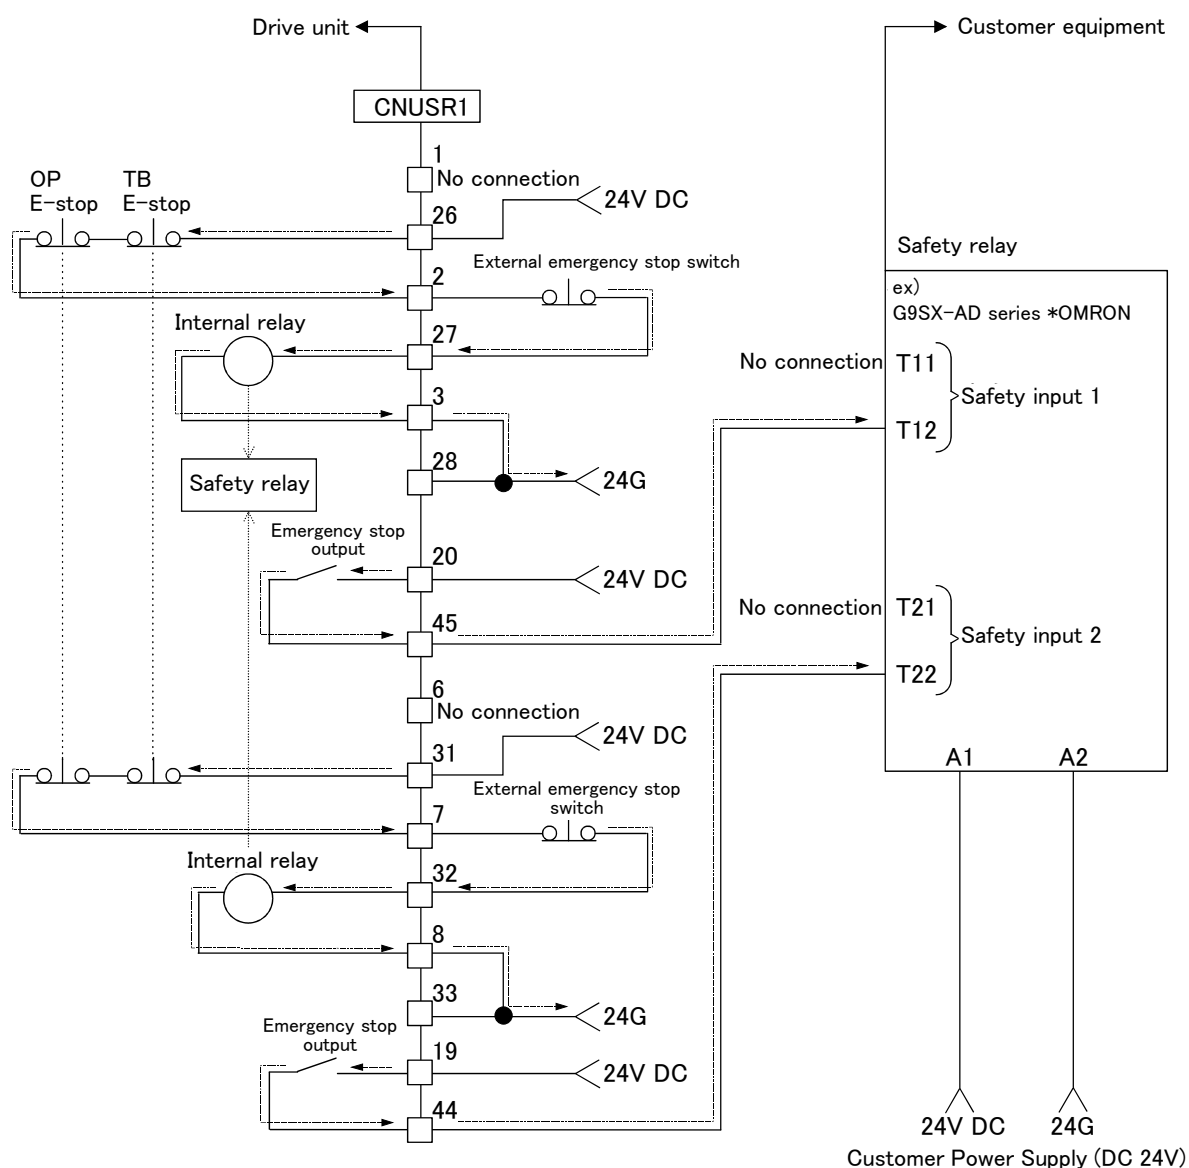 Drive unit
Customer equipment
CNUSR1
1
No connection
OP
E-stop
TB
E-stop
24V DC
26
Safety relay
External emergency stop switch
2
ex)
G9SX-AD series *OMRON
Internal relay
27
No connection
T11
Safety input 1
3
T12
28
24G
Safety relay
Emergency stop
output
20
24V DC
No connection
T21
45
Safety input 2
T22
6
No connection
24V DC
31
A1
A2
External emergency stop
switch
7
Internal relay
32
8
33
24G
Emergency stop
output
19
24V DC
44
24V DC
24G
Customer Power Supply (DC 24V)